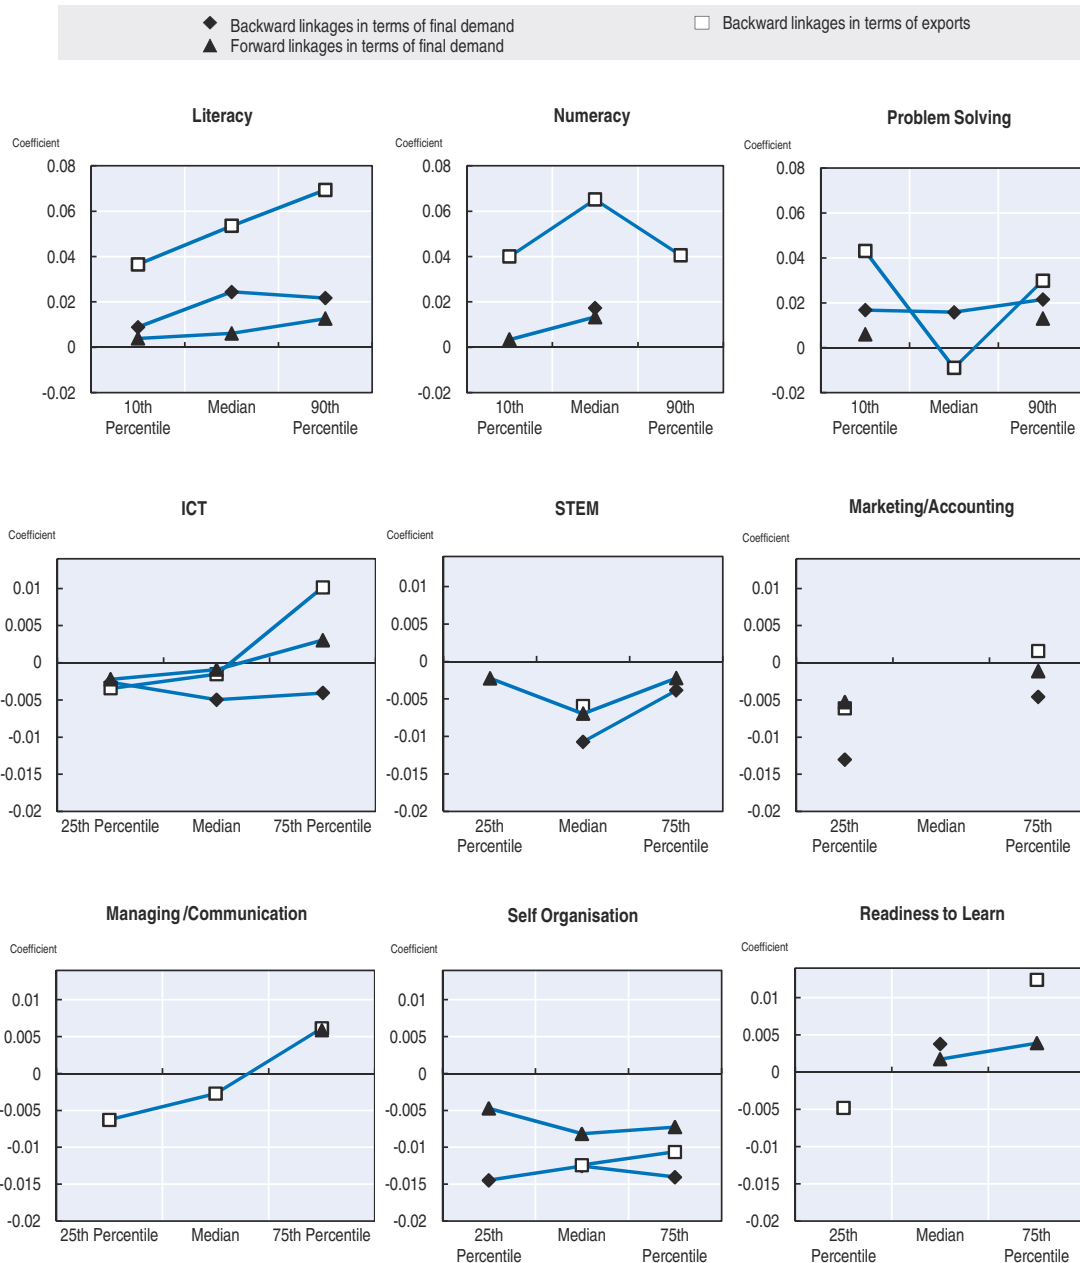 Backward linkages in terms of final demand
Backward linkages in terms of exports
Forward linkages in terms of final demand
Literacy
Coefficient
0.08
0.06
0.04
0.02
0
-0.02
10th Percentile
Median
90th Percentile
Numeracy
Coefficient
0.08
0.06
0.04
0.02
0
-0.02
10th Percentile
Median
90th Percentile
Problem Solving
Coefficient
0.08
0.06
0.04
0.02
0
-0.02
10th Percentile
Median
90th Percentile
ICT
Coefficient
0.01
0.005
0
-0.005
-0.01
-0.015
-0.02
25th Percentile
Median
75th Percentile
STEM
Coefficient
0.01
0.005
0
-0.005
-0.01
-0.015
-0.02
25th Percentile
Median
75th Percentile
Marketing/Accounting
Coefficient
0.01
0.005
0
-0.005
-0.01
-0.015
-0.02
25th Percentile
Median
75th Percentile
Managing/Communication
Coefficient
0.01
0.005
0
-0.005
-0.01
-0.015
-0.02
25th Percentile
Median
75th Percentile
Self Organisation
Coefficient
0.01
0.005
0
-0.005
-0.01
-0.015
-0.02
25th Percentile
Median
75th Percentile
Readiness to Learn
Coefficient
0.01
0.005
0
-0.005
-0.01
-0.015
-0.02
25th Percentile
Median
75th Percentile